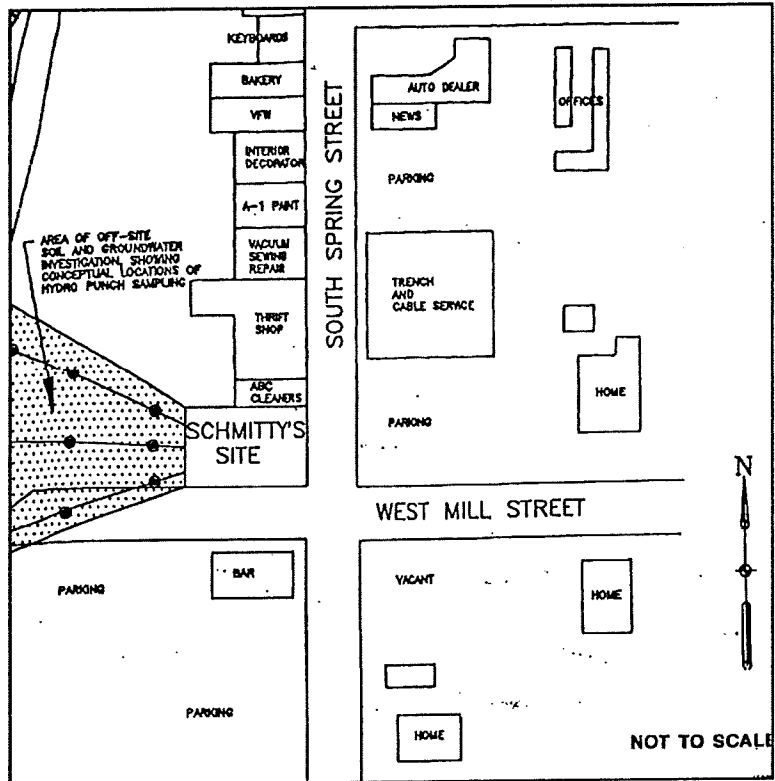 KEYBOARDS
BAKERY
VFW
INTERIOR
DECORATOR
A-1 PAINT
VACUUM
SEWING
REPAIR
THRIFT
SHOP
ABC
CLEANERS
SCHMITTY'S
SITE
AREA OF OFF-SITE
SOIL AND GROUNDWATER
INVESTIGATION, SHOWING
CONCEPTUAL LOCATIONS OF
HYDRO PUNCH SAMPLING
SOUTH SPRING STREET
AUTO DEALER
NEWS
OFFICES
PARKING
TRENCH
AND
CABLE SERVICE
HOME
PARKING
N
WEST MILL STREET
PARKING
BAR
VACANT
HOME
PARKING
HOME
NOT TO SCALE